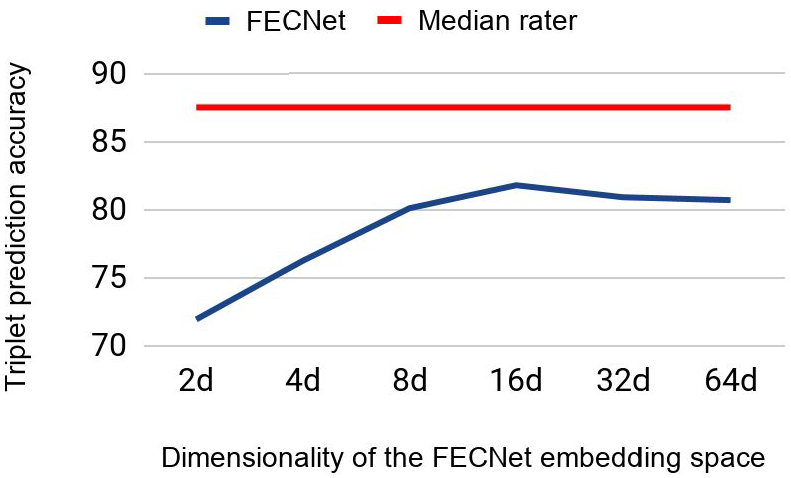 FECNet Median rater
Triplet prediction accuracy
90
85
80
75
70
2d 4d 8d 16d 32d 64d
Dimensionality of the FECNet embedding space